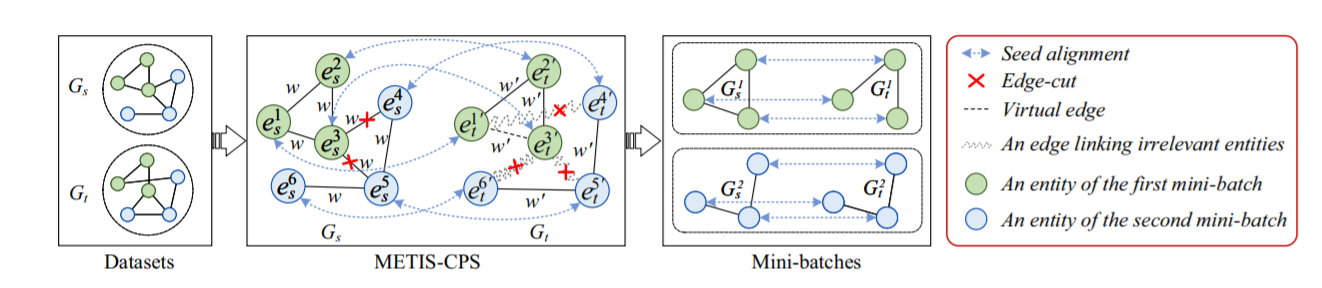 G_s
G_t
Datasets
e_s^2
w
w
e_s^4
e_s^1
w
w
e_s^3
w
w
e_s^6
w
e_s^5
G_s
e_t^{2'}
w'
w'
e_t^{4'}
e_t^{1'}
w'
e_t^{3'}
w'
e_t^{6'}
w'
e_t^{5'}
G_t
METIS-CPS
G_s^1
G_t^1
G_s^2
G_t^2
Mini-batches
Seed alignment
Edge-cut
Virtual edge
An edge linking irrelevant entities
An entity of the first mini-batch
An entity of the second mini-batch